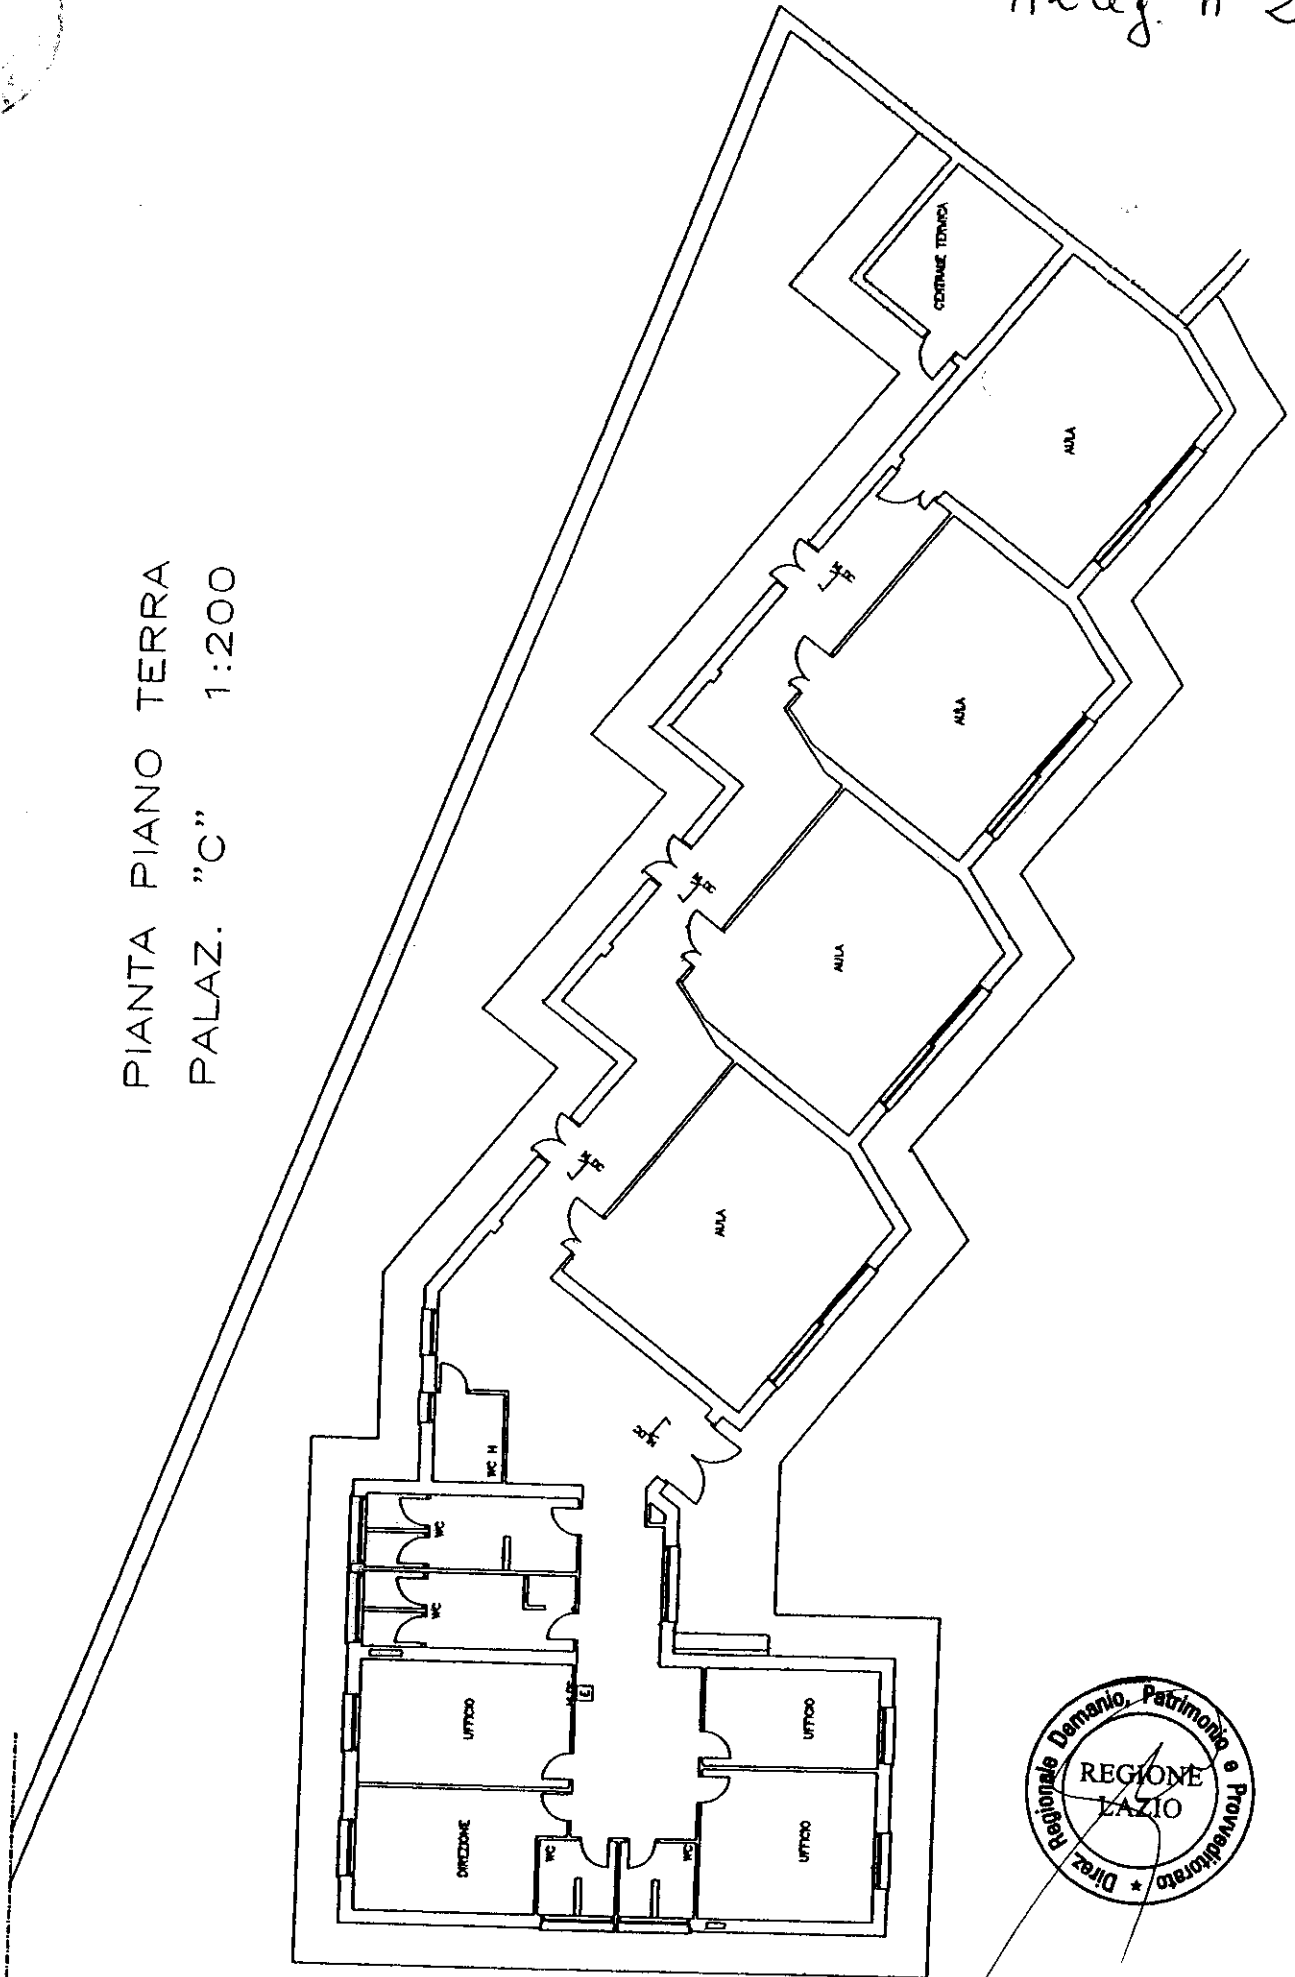 PIANTA PIANO TERRA
PALAZ. "C" 1:200
CENTRALE TERMICA
AULA
AULA
AULA
AULA
WC H
WC
WC
UFFICIO
DIREZIONE
WC
WC
UFFICIO
UFFICIO
Direz Regionale Demanio, Patrimonio e Provveditorato *
REGIONE
LAZIO